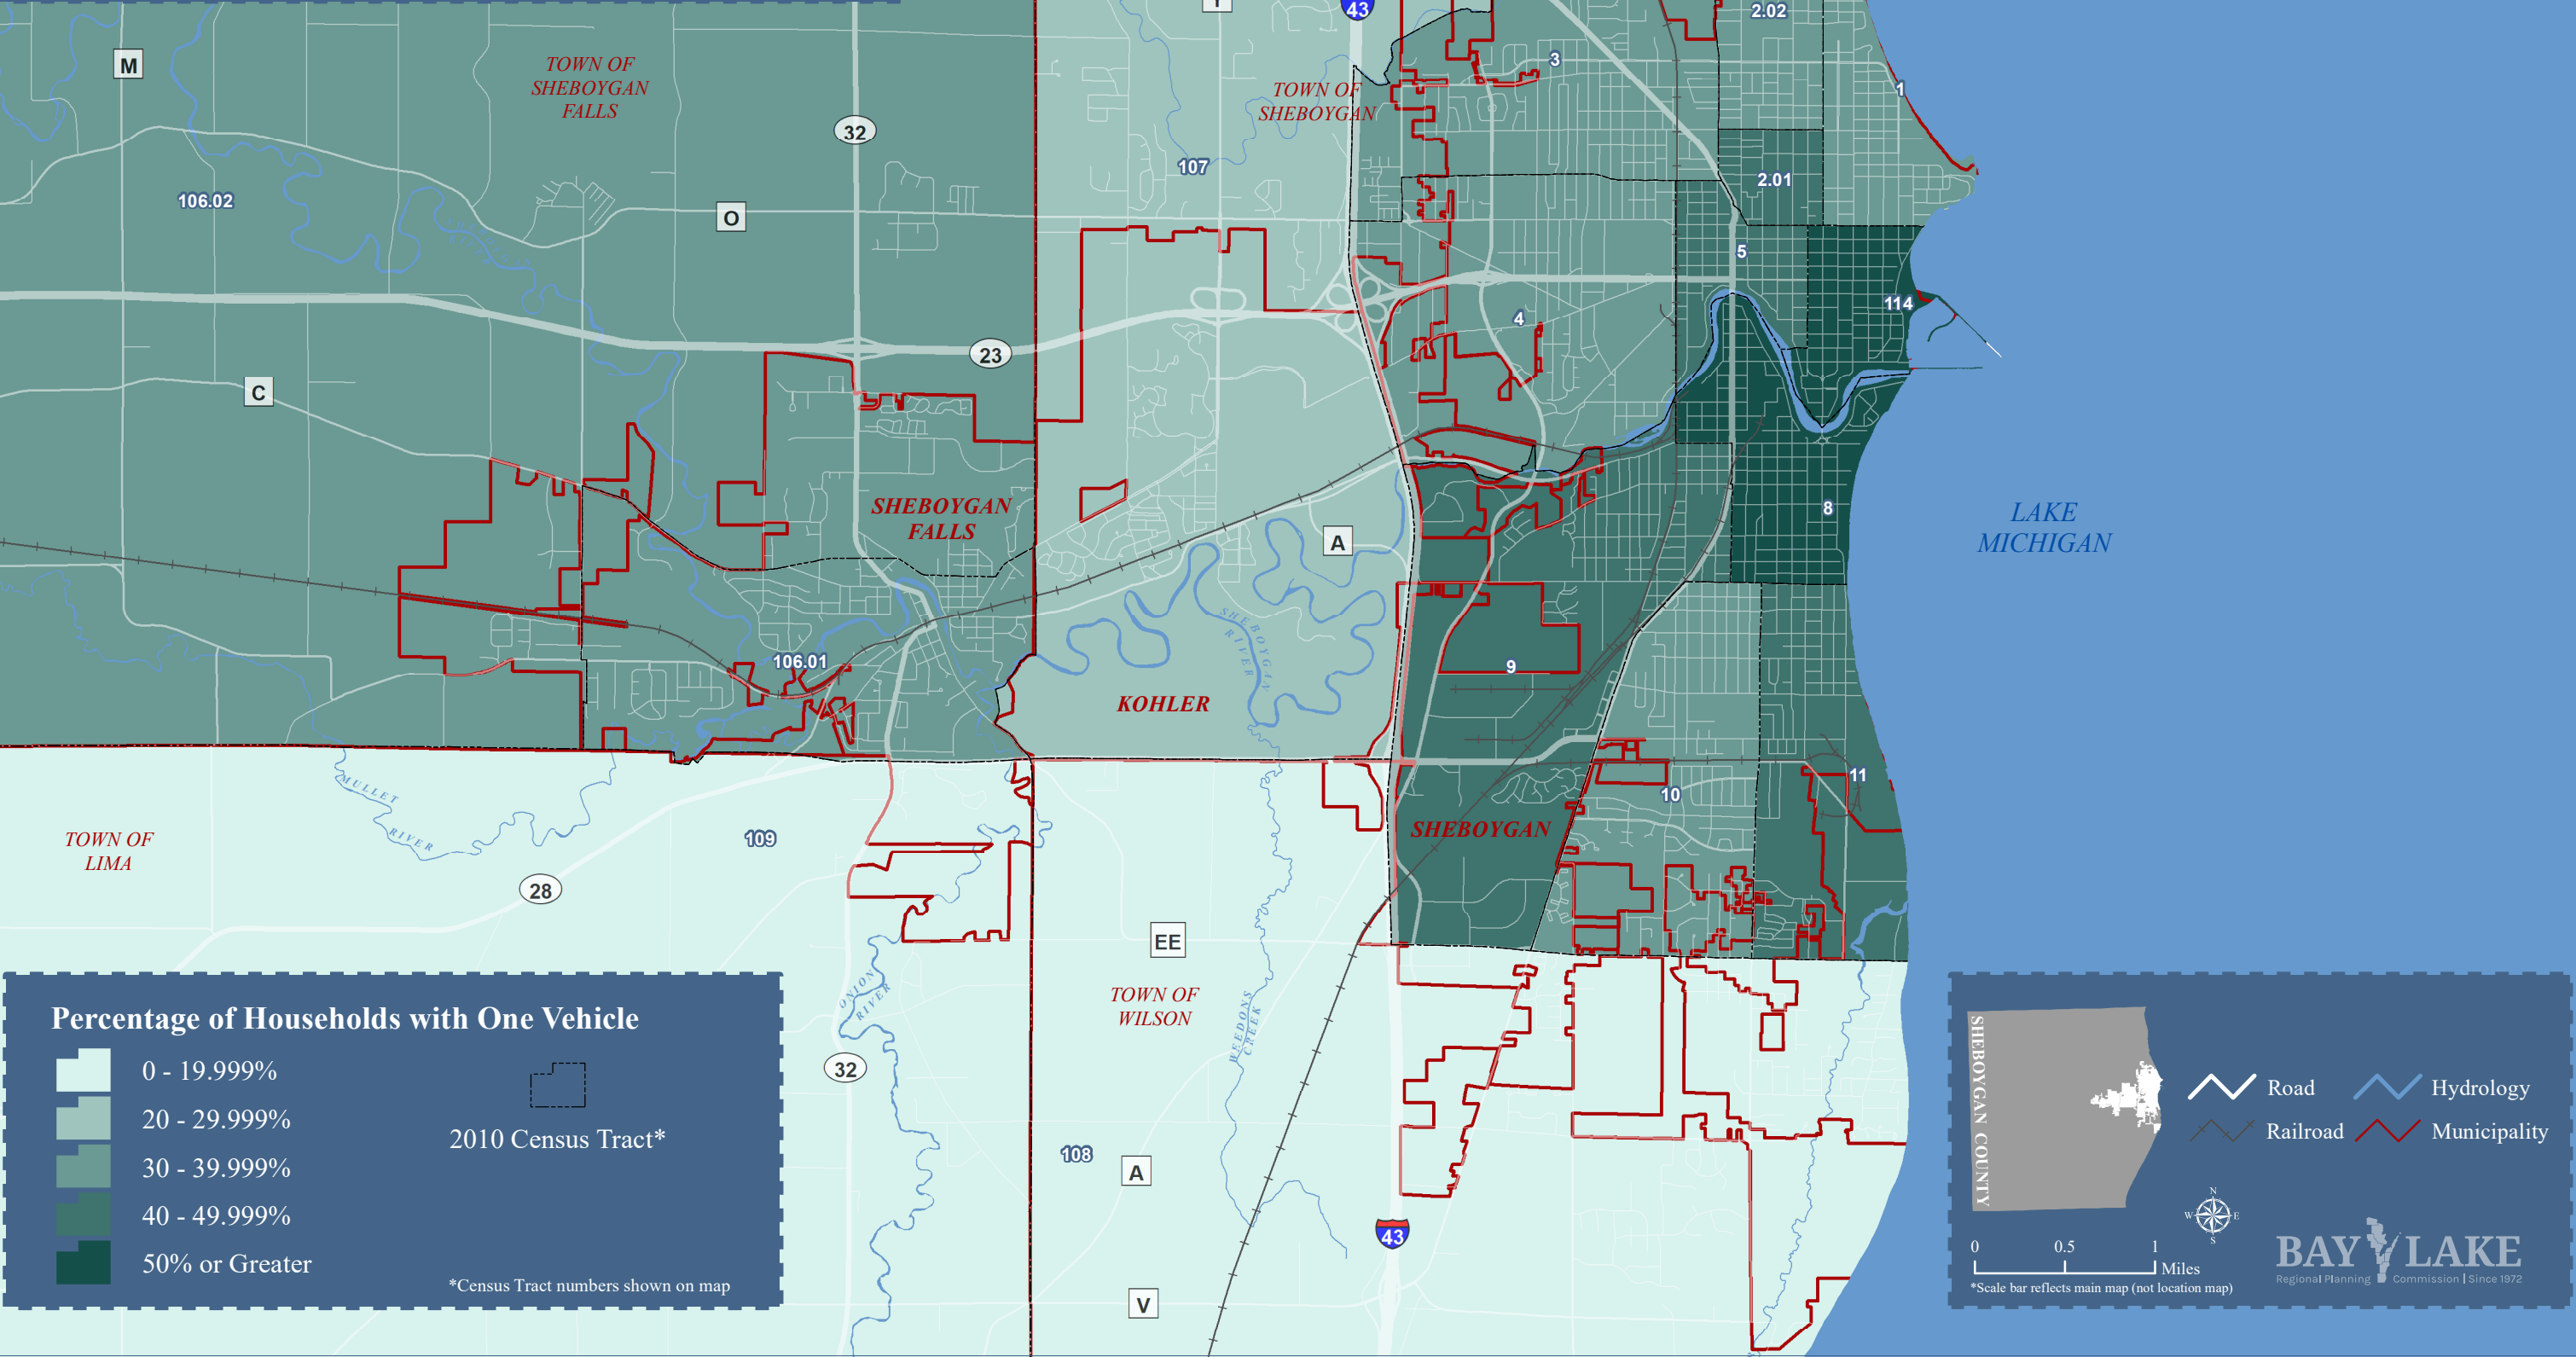 43
2.02
M
TOWN OF
SHEBOYGAN
FALLS
3
TOWN OF
SHEBOYGAN
1
32
107
2.01
106.02
O
5
114
4
23
C
SHEBOYGAN
FALLS
8
LAKE
MICHIGAN
A
SHEBOYGAN
RIVER
106.01
9
KOHLER
11
MULLET
RIVER
10
TOWN OF
LIMA
109
SHEBOYGAN
28
EE
ONION
RIVER
TOWN OF
WILSON
WEEDENS
CREEK
32
108
A
43
V
Percentage of Households with One Vehicle
0 - 19.999%
20 - 29.999%
30 - 39.999%
40 - 49.999%
50% or Greater
2010 Census Tract*
*Census Tract numbers shown on map
SHEBOYGAN COUNTY
Road
Hydrology
Railroad
Municipality
N
W E
S
0 0.5 1
Miles
*Scale bar reflects main map (not location map)
BAY LAKE
Regional Planning Commission | Since 1972